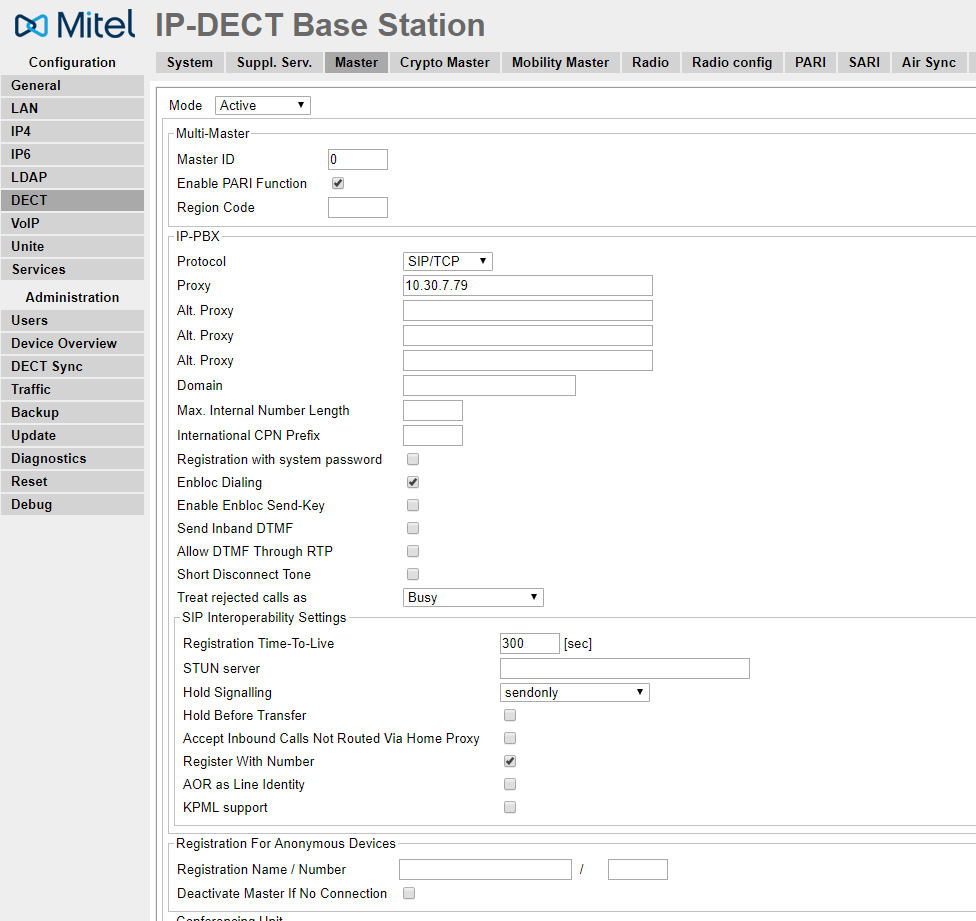 Mitel IP-DECT Base Station
Configuration
System Suppl. Serv. Master Crypto Master Mobility Master Radio Radio config PARI SARI Air Sync
General
LAN
IP4
IP6
LDAP
DECT
VoIP
Unite
Services
Administration
Users
Device Overview
DECT Sync
Traffic
Backup
Update
Diagnostics
Reset
Debug
Mode Active
Multi-Master
Master ID 0
Enable PARI Function
Region Code
IP-PBX
Protocol SIP/TCP
Proxy 10.30.7.79
Alt. Proxy
Alt. Proxy
Alt. Proxy
Domain
Max. Internal Number Length
International CPN Prefix
Registration with system password
Enbloc Dialing
Enable Enbloc Send-Key
Send Inband DTMF
Allow DTMF Through RTP
Short Disconnect Tone
Treat rejected calls as Busy
SIP Interoperability Settings
Registration Time-To-Live 300 [sec]
STUN server
Hold Signalling sendonly
Hold Before Transfer
Accept Inbound Calls Not Routed Via Home Proxy
Register With Number
AOR as Line Identity
KPML support
Registration For Anonymous Devices
Registration Name / Number /
Deactivate Master If No Connection
Conferencing Unit